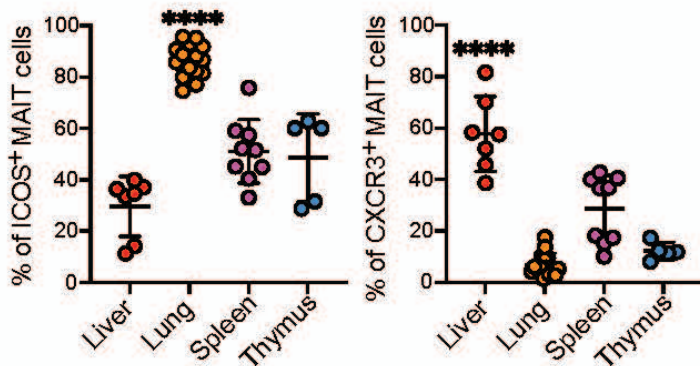 % of ICOS+ MAIT cells
100
80
60
40
20
0
****
Liver
Lung
Spleen
Thymus
% of CXCR3+ MAIT cells
100
80
60
40
20
0
****
Liver
Lung
Spleen
Thymus